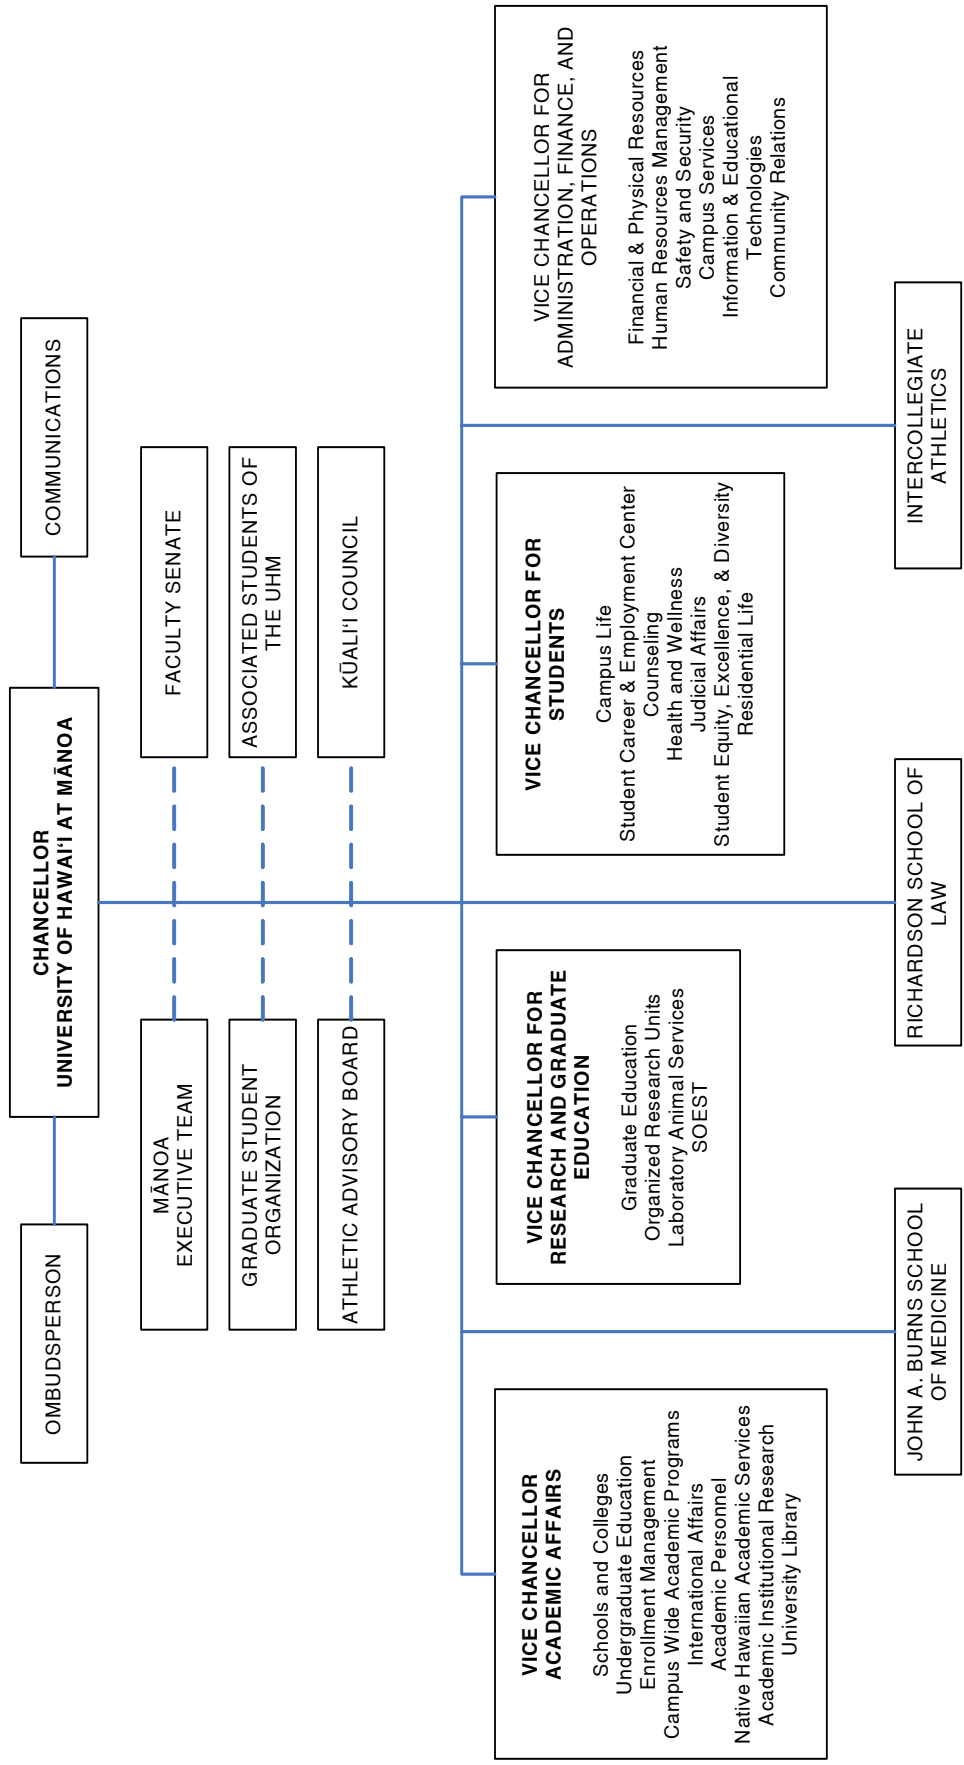 CHANCELLOR
UNIVERSITY OF HAWAIʻI AT MĀNOA
OMBUDSPERSON
COMMUNICATIONS
MĀNOA
EXECUTIVE TEAM
FACULTY SENATE
GRADUATE STUDENT
ORGANIZATION
ASSOCIATED STUDENTS OF
THE UHM
ATHLETIC ADVISORY BOARD
KŪALIʻI COUNCIL
VICE CHANCELLOR
ACADEMIC AFFAIRS
Schools and Colleges
Undergraduate Education
Enrollment Management
Campus Wide Academic Programs
International Affairs
Academic Personnel
Native Hawaiian Academic Services
Academic Institutional Research
University Library
VICE CHANCELLOR FOR
RESEARCH AND GRADUATE
EDUCATION
Graduate Education
Organized Research Units
Laboratory Animal Services
SOEST
VICE CHANCELLOR FOR
STUDENTS
Campus Life
Student Career & Employment Center
Counseling
Health and Wellness
Judicial Affairs
Student Equity, Excellence, & Diversity
Residential Life
VICE CHANCELLOR FOR
ADMINISTRATION, FINANCE, AND
OPERATIONS
Financial & Physical Resources
Human Resources Management
Safety and Security
Campus Services
Information & Educational
Technologies
Community Relations
JOHN A. BURNS SCHOOL
OF MEDICINE
RICHARDSON SCHOOL OF
LAW
INTERCOLLEGIATE
ATHLETICS